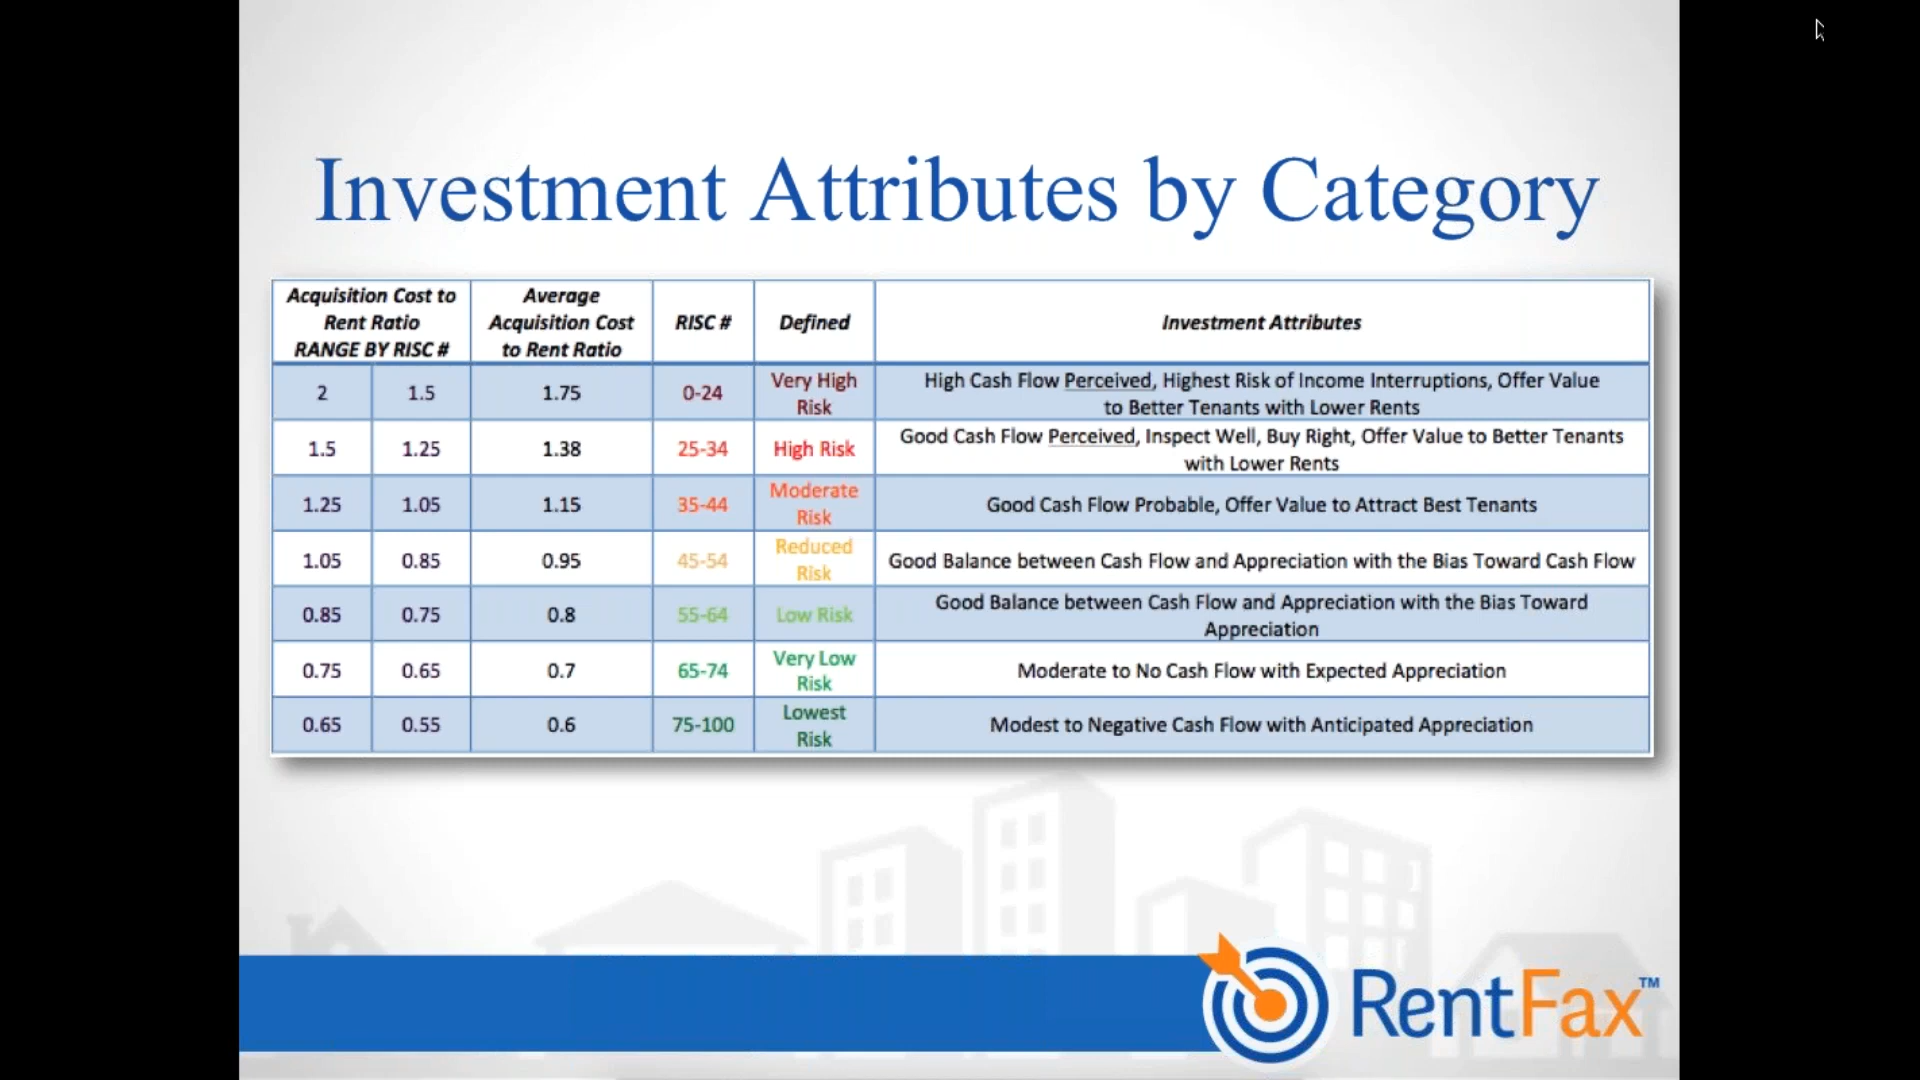 Investment Attributes by Category
Acquisition Cost to
Rent Ratio
RANGE BY RISC #
Average
Acquisition Cost
to Rent Ratio
RISC #
Defined
Investment Attributes
2
1.5
1.75
0-24
Very High
Risk
High Cash Flow Perceived, Highest Risk of Income Interruptions, Offer Value
to Better Tenants with Lower Rents
1.5
1.25
1.38
25-34
High Risk
Good Cash Flow Perceived, Inspect Well, Buy Right, Offer Value to Better Tenants
with Lower Rents
1.25
1.05
1.15
35-44
Moderate
Risk
Good Cash Flow Probable, Offer Value to Attract Best Tenants
1.05
0.85
0.95
45-54
Reduced
Risk
Good Balance between Cash Flow and Appreciation with the Bias Toward Cash Flow
0.85
0.75
0.8
55-64
Low Risk
Good Balance between Cash Flow and Appreciation with the Bias Toward
Appreciation
0.75
0.65
0.7
65-74
Very Low
Risk
Moderate to No Cash Flow with Expected Appreciation
0.65
0.55
0.6
75-100
Lowest
Risk
Modest to Negative Cash Flow with Anticipated Appreciation
RentFax™